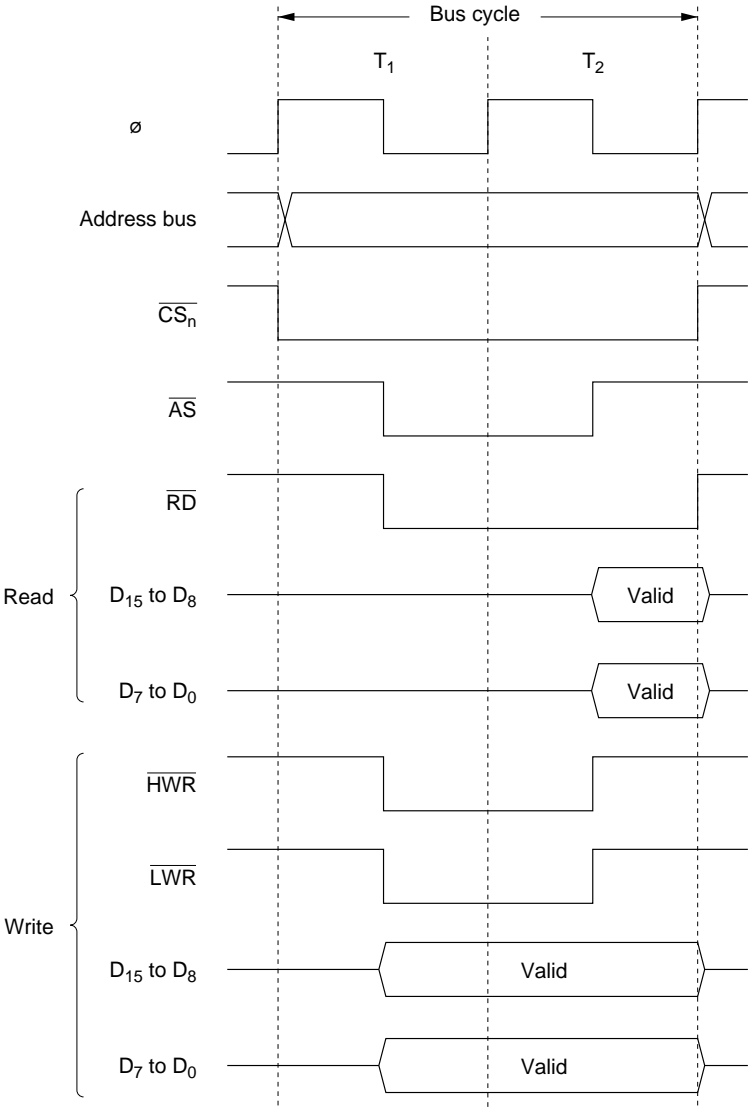 Bus cycle
T1 T2
ø
Address bus
CSn
AS
RD
Read D15 to D8 Valid
D7 to D0 Valid
HWR
LWR
Write
D15 to D8 Valid
D7 to D0 Valid